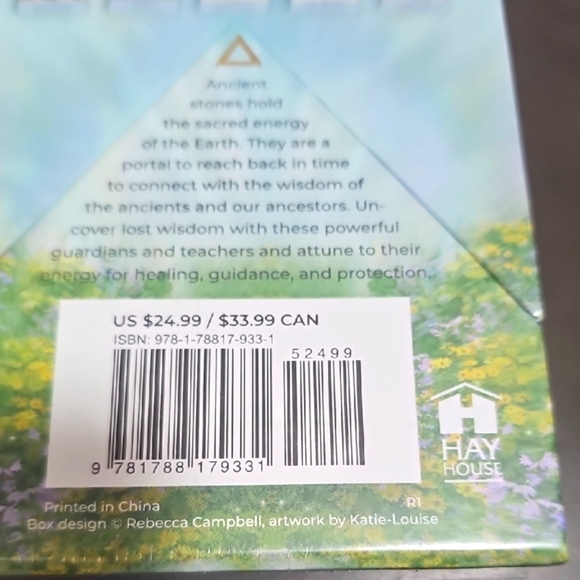 Ancient
stones hold
the sacred energy
of the Earth. They are a
portal to reach back in time
to connect with the wisdom of
the ancients and our ancestors. Un-
cover lost wisdom with these powerful
guardians and teachers and attune to their
energy for healing, guidance, and protection.
US $24.99 / $33.99 CAN
ISBN: 978-1-78817-933-1
52499
9 781788 179331
HAY
HOUSE
Printed in China
R1
Box design © Rebecca Campbell, artwork by Katie-Louise